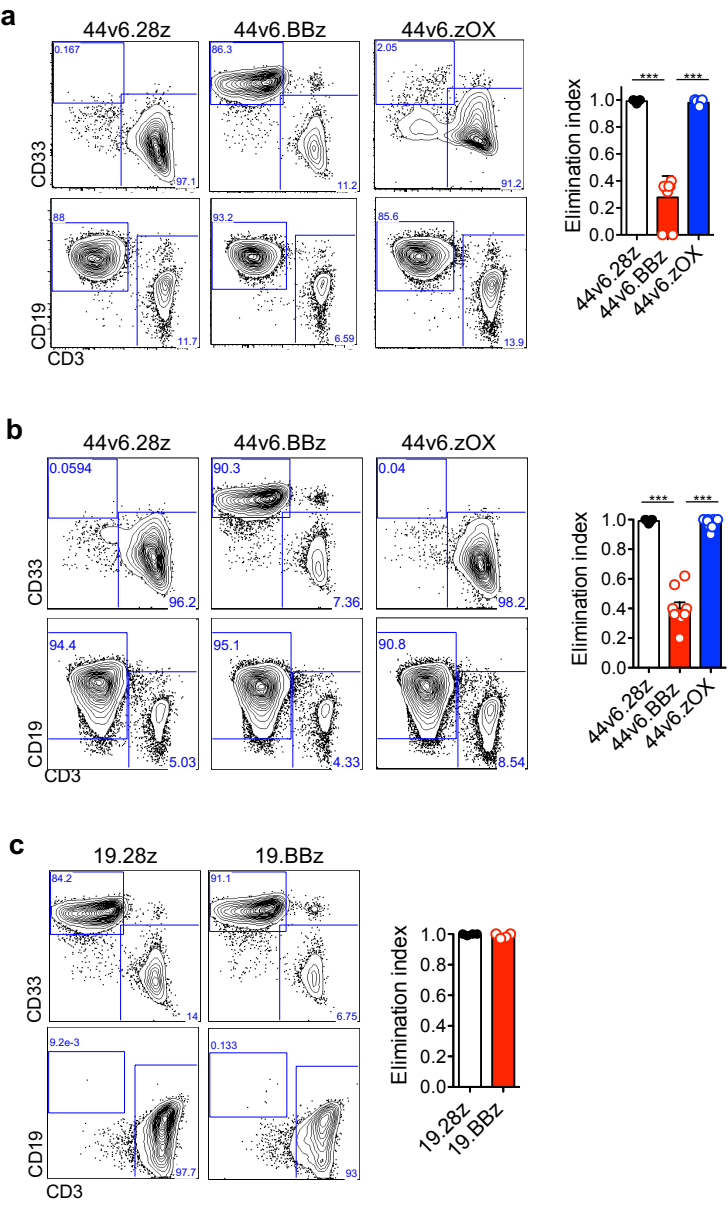 a
44v6.28z 44v6.BBz 44v6.zOX
0.167 86.3 2.05
97.1 11.2 91.2
CD33
88 93.2 85.6
11.7 6.59 13.9
CD19
CD3
Elimination index
*** ***
1.0
0.8
0.6
0.4
0.2
0.0
44v6.28z
44v6.BBz
44v6.zOX
b
44v6.28z 44v6.BBz 44v6.zOX
0.0594 90.3 0.04
96.2 7.36 98.2
CD33
94.4 95.1 90.8
5.03 4.33 8.54
CD19
CD3
Elimination index
*** ***
1.0
0.8
0.6
0.4
0.2
0.0
44v6.28z
44v6.BBz
44v6.zOX
c
19.28z 19.BBz
84.2 91.1
14 6.75
CD33
9.2e-3 0.133
97.7 93
CD19
CD3
Elimination index
1.0
0.8
0.6
0.4
0.2
0.0
19.28z
19.BBz